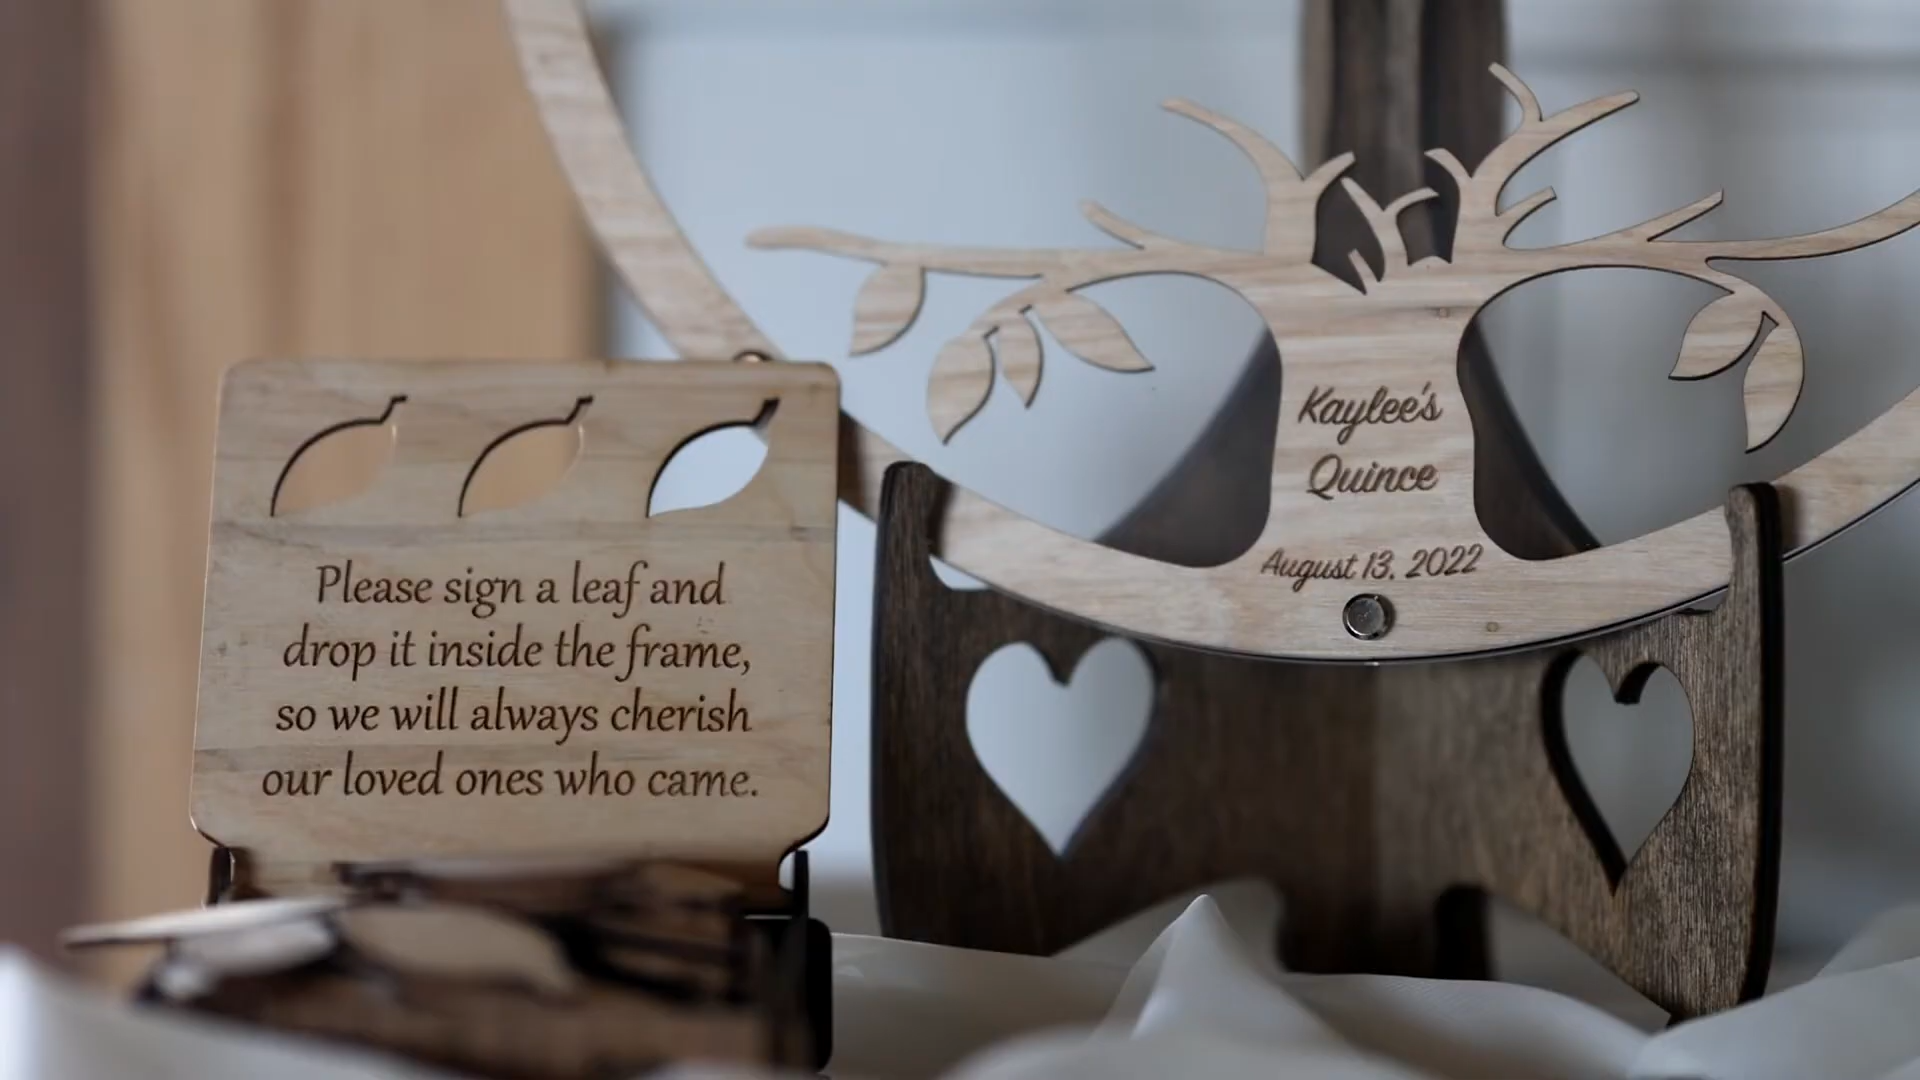 Please sign a leaf and
drop it inside the frame,
so we will always cherish
our loved ones who came.
Kaylee's
Quince
August 13, 2022